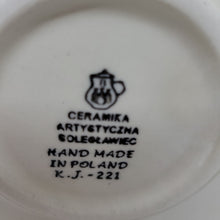 CERAMIKA
ARTYSTYCZNA
BOLESŁAWIEC
HAND MADE
IN POLAND
K.J.-221